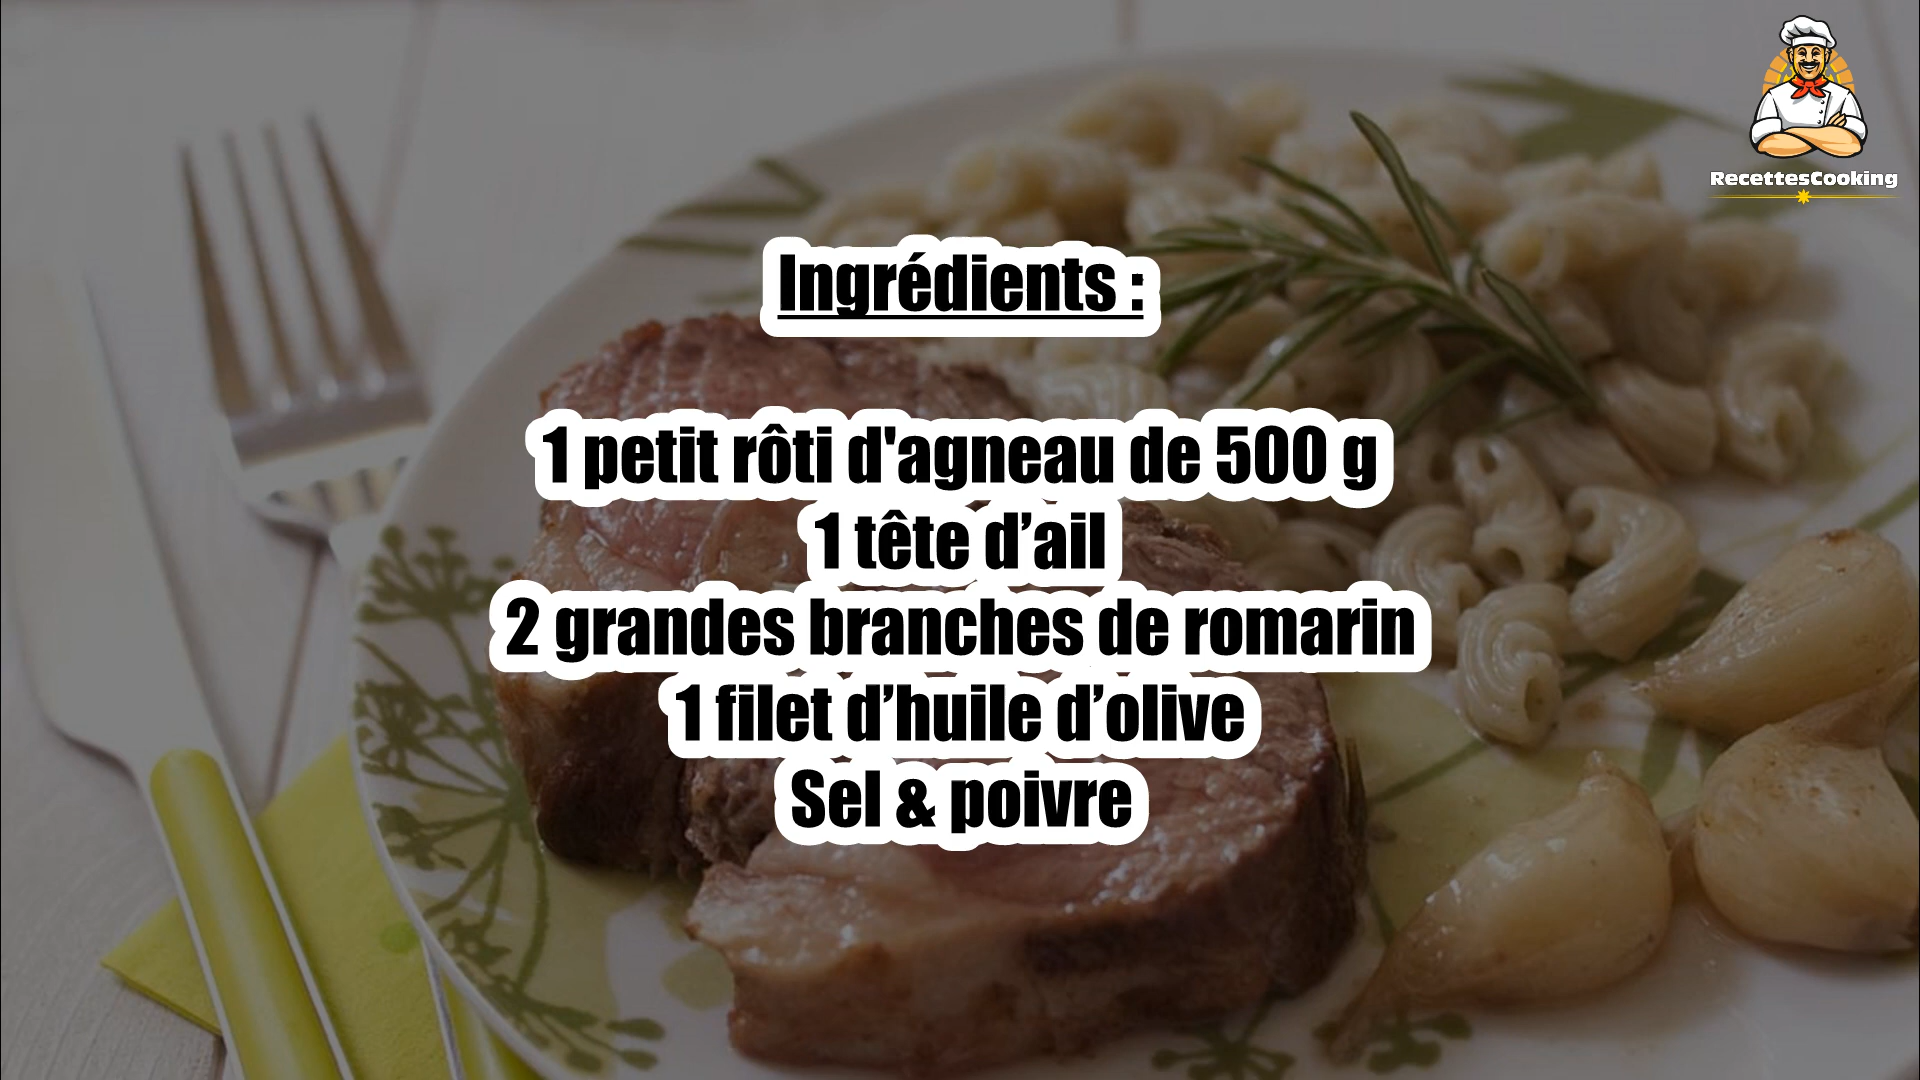 RecettesCooking
Ingrédients :
1 petit rôti d'agneau de 500 g
1 tête d’ail
2 grandes branches de romarin
1 filet d’huile d’olive
Sel & poivre